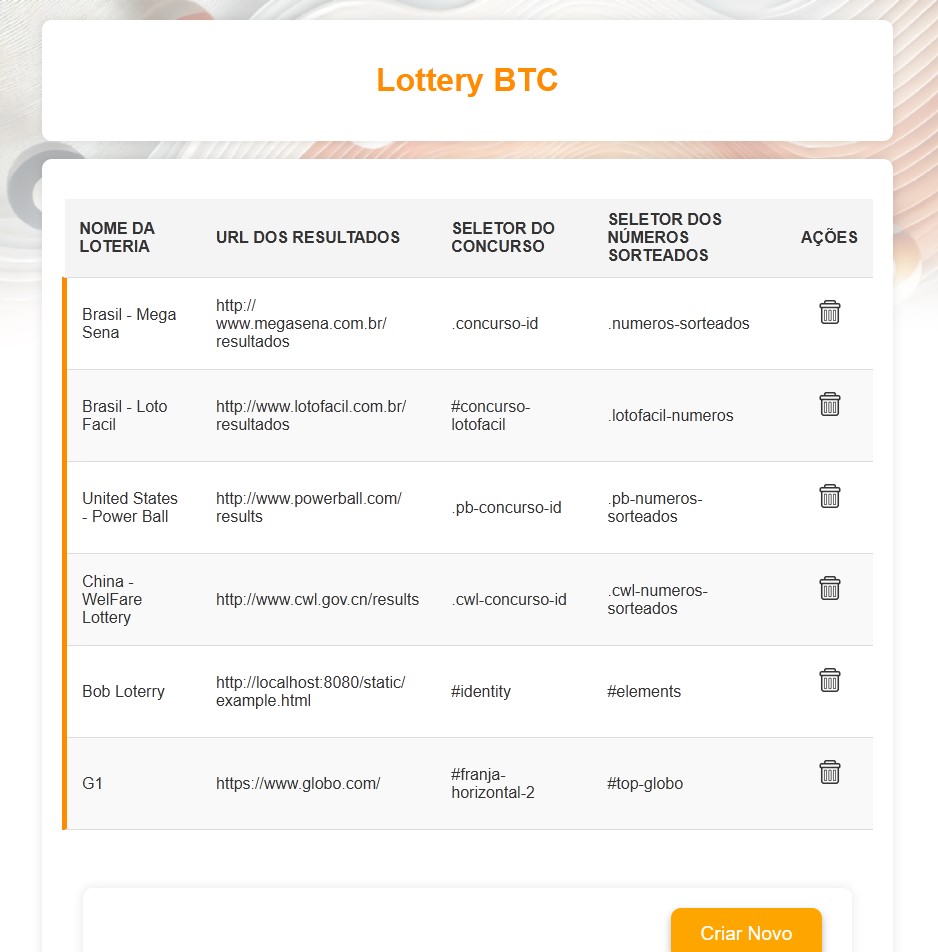 Lottery BTC
NOME DA
LOTERIA
URL DOS RESULTADOS
SELETOR DO
CONCURSO
SELETOR DOS
NÚMEROS
SORTEADOS
AÇÕES
Brasil - Mega
Sena
http://
www.megasena.com.br/
resultados
.concurso-id
.numeros-sorteados
Brasil - Loto
Facil
http://www.lotofacil.com.br/
resultados
#concurso-
lotofacil
.lotofacil-numeros
United States
- Power Ball
http://www.powerball.com/
results
.pb-concurso-id
.pb-numeros-
sorteados
China -
WelFare
Lottery
http://www.cwl.gov.cn/results
.cwl-concurso-id
.cwl-numeros-
sorteados
Bob Loterry
http://localhost:8080/static/
example.html
#identity
#elements
G1
https://www.globo.com/
#franja-
horizontal-2
#top-globo
Criar Novo